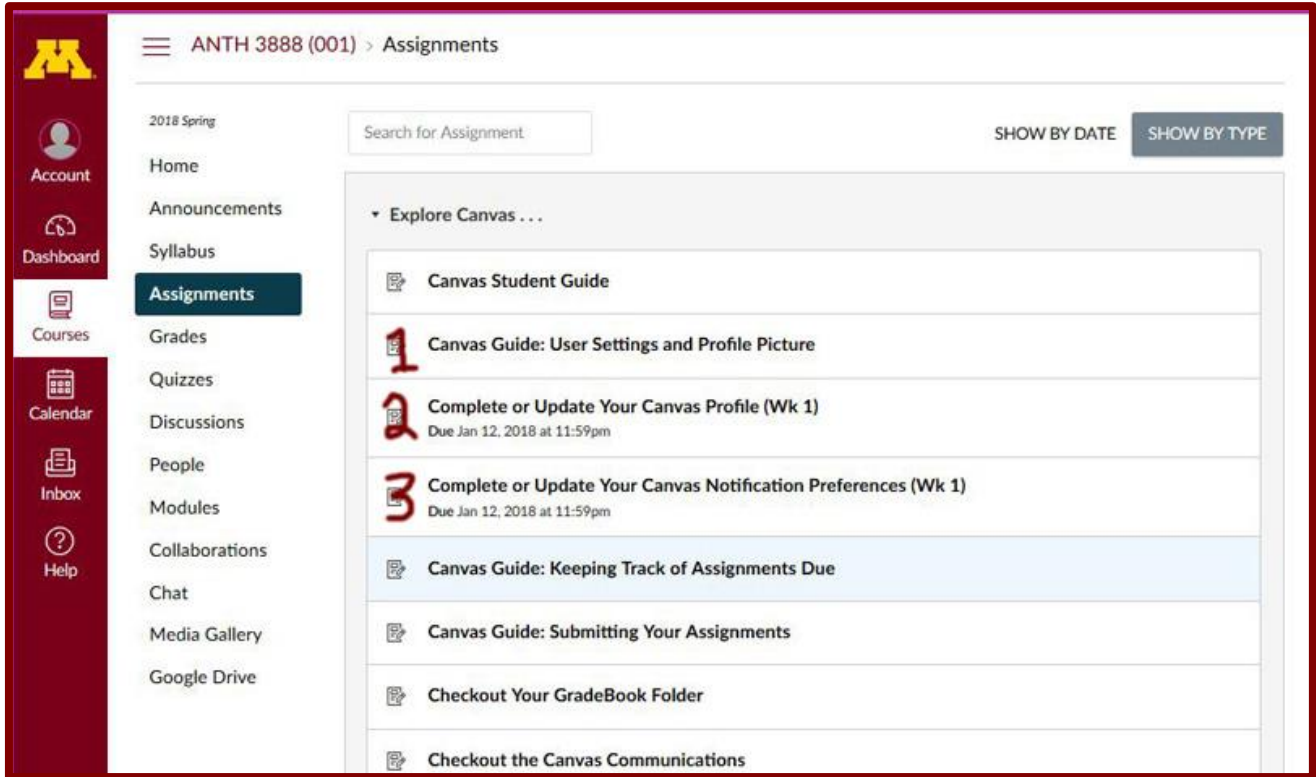 M
ANTH 3888 (001) > Assignments
Account
Dashboard
Courses
Calendar
Inbox
Help
2018 Spring
Home
Announcements
Syllabus
Assignments
Grades
Quizzes
Discussions
People
Modules
Collaborations
Chat
Media Gallery
Google Drive
Search for Assignment
SHOW BY DATE SHOW BY TYPE
Explore Canvas . . .
Canvas Student Guide
1 Canvas Guide: User Settings and Profile Picture
2 Complete or Update Your Canvas Profile (Wk 1)
Due Jan 12, 2018 at 11:59pm
3 Complete or Update Your Canvas Notification Preferences (Wk 1)
Due Jan 12, 2018 at 11:59pm
Canvas Guide: Keeping Track of Assignments Due
Canvas Guide: Submitting Your Assignments
Checkout Your GradeBook Folder
Checkout the Canvas Communications